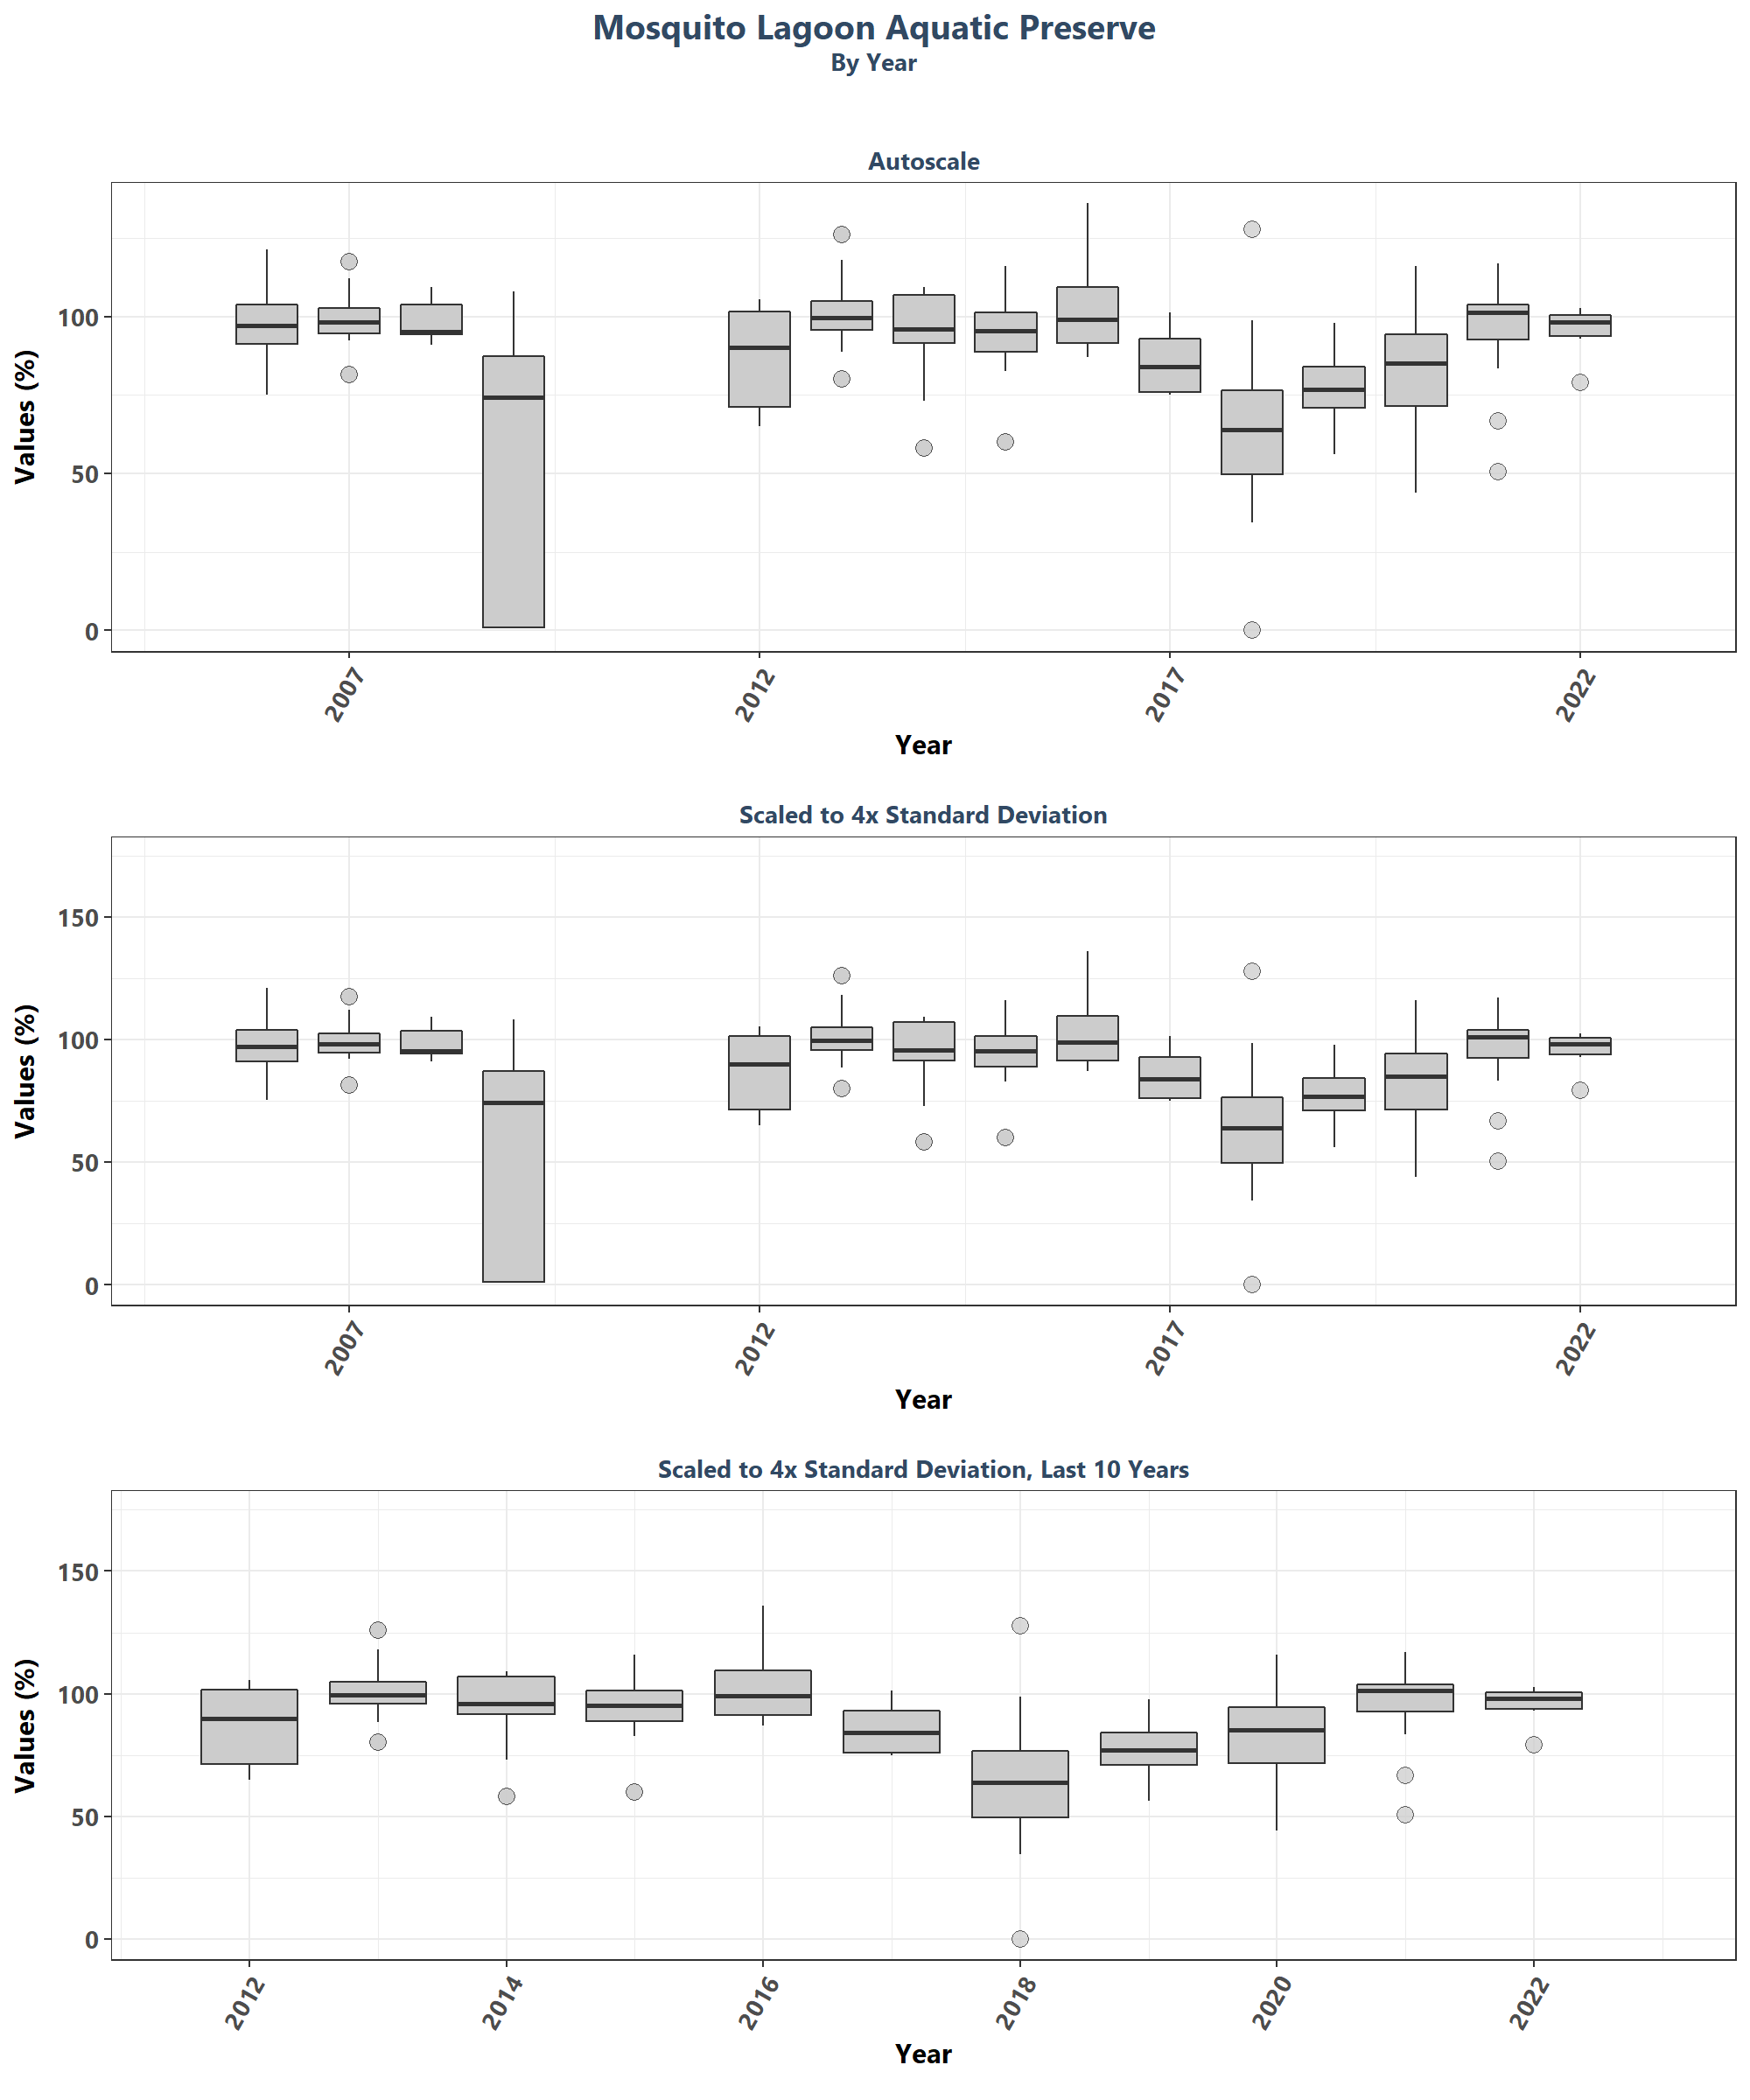 Mosquito Lagoon Aquatic Preserve
By Year
Autoscale
Values (%)
100
50
0
2007
2012
2017
2022
Year
Scaled to 4x Standard Deviation
Values (%)
150
100
50
0
2007
2012
2017
2022
Year
Scaled to 4x Standard Deviation, Last 10 Years
Values (%)
150
100
50
0
2012
2014
2016
2018
2020
2022
Year